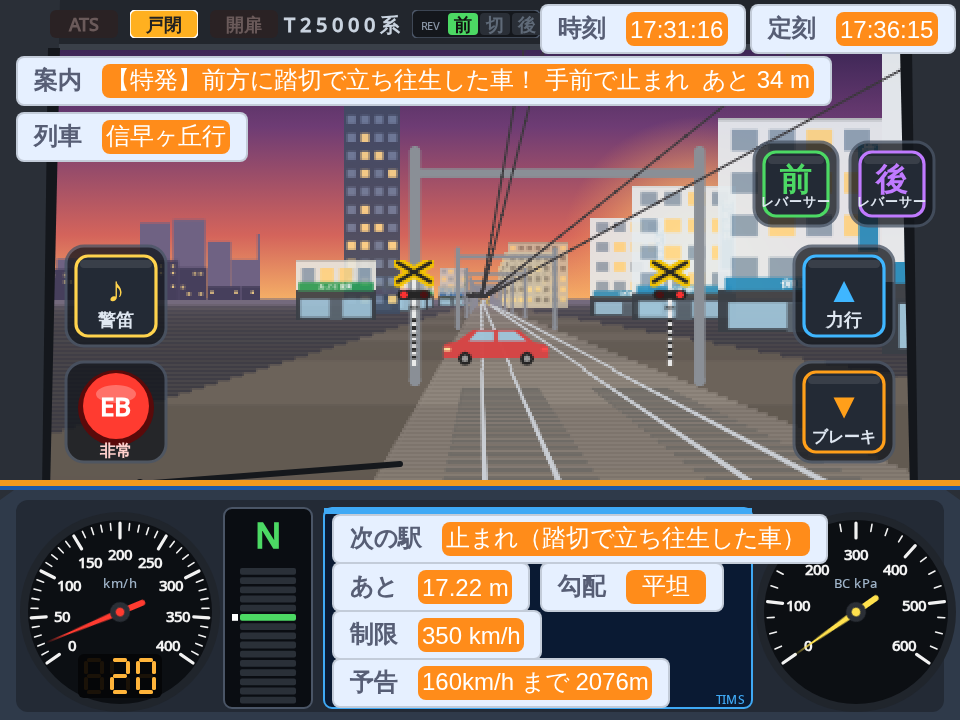 ATS 戸閉 開扉 T25000系 REV 前 切 後
時刻 17:31:16 定刻 17:36:15
案内 【特発】前方に踏切で立ち往生した車！ 手前で止まれ あと 34 m
列車 信早ヶ丘行
前 レバーサー
後 レバーサー
♪ 警笛
▲ 力行
EB 非常
▼ ブレーキ
0 50 100 150 200 250 300 350 400 km/h
20
N
次の駅 止まれ（踏切で立ち往生した車）
あと 17.22 m 勾配 平坦
制限 350 km/h
予告 160km/h まで 2076m
TIMS
0 100 200 300 400 500 600 BC kPa